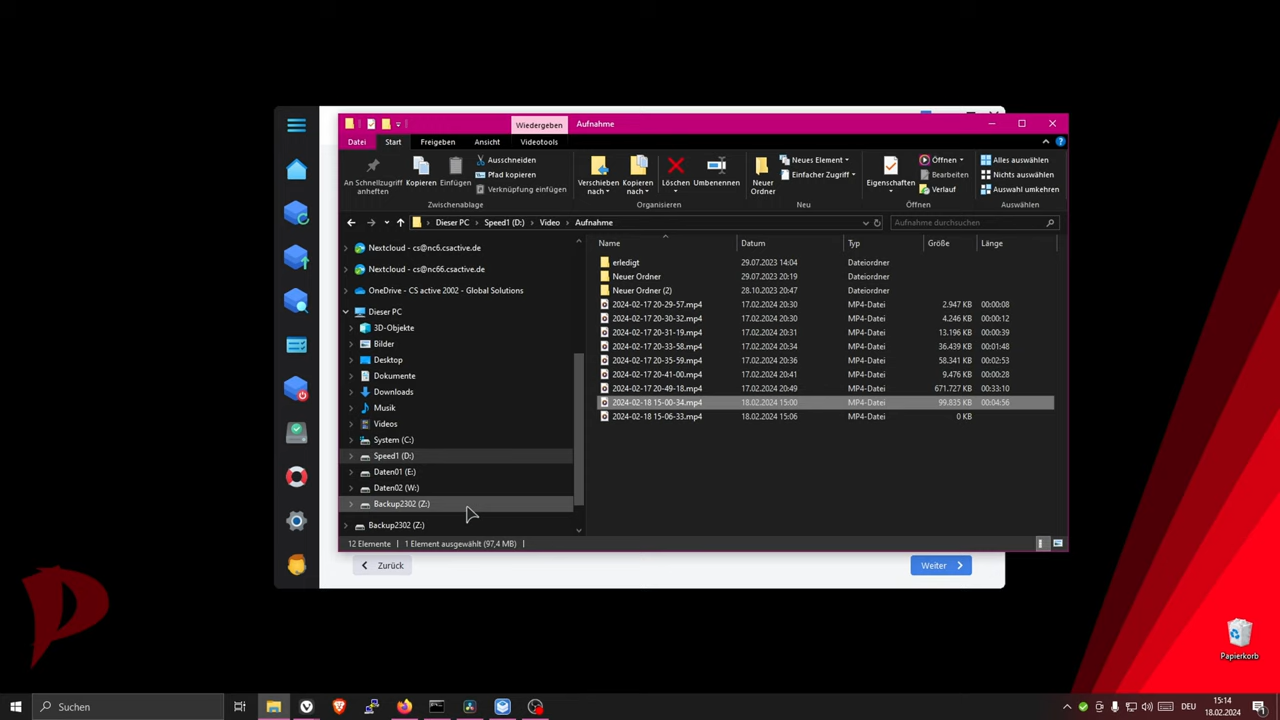 Wiedergeben Aufnahme
Datei Start Freigeben Ansicht Videotools
An Schnellzugriff anheften
Kopieren
Einfügen
Ausschneiden
Pfad kopieren
Verknüpfung einfügen
Zwischenablage
Verschieben nach
Kopieren nach
Löschen
Umbenennen
Organisieren
Neuer Ordner
Neues Element
Einfacher Zugriff
Neu
Eigenschaften
Öffnen
Bearbeiten
Verlauf
Öffnen
Alles auswählen
Nichts auswählen
Auswahl umkehren
Auswählen
Dieser PC Speed1 (D:) Video Aufnahme
Aufnahme durchsuchen
Nextcloud - cs@nc6.csactive.de
Nextcloud - cs@nc66.csactive.de
OneDrive - CS active 2002 - Global Solutions
Dieser PC
3D-Objekte
Bilder
Desktop
Dokumente
Downloads
Musik
Videos
System (C:)
Speed1 (D:)
Daten01 (E:)
Daten02 (W:)
Backup2302 (Z:)
Backup2302 (Z:)
Name Datum Typ Größe Länge
erledigt 29.07.2023 14:04 Dateiordner
Neuer Ordner 29.07.2023 20:19 Dateiordner
Neuer Ordner (2) 28.10.2023 20:47 Dateiordner
2024-02-17 20-29-57.mp4 17.02.2024 20:30 MP4-Datei 2.947 KB 00:00:08
2024-02-17 20-30-32.mp4 17.02.2024 20:30 MP4-Datei 4.246 KB 00:00:12
2024-02-17 20-31-19.mp4 17.02.2024 20:31 MP4-Datei 13.196 KB 00:00:39
2024-02-17 20-33-58.mp4 17.02.2024 20:34 MP4-Datei 36.439 KB 00:01:48
2024-02-17 20-35-59.mp4 17.02.2024 20:36 MP4-Datei 58.341 KB 00:02:53
2024-02-17 20-41-00.mp4 17.02.2024 20:41 MP4-Datei 9.476 KB 00:00:28
2024-02-17 20-49-18.mp4 17.02.2024 20:49 MP4-Datei 671.727 KB 00:33:10
2024-02-18 15-00-34.mp4 18.02.2024 15:00 MP4-Datei 99.835 KB 00:04:56
2024-02-18 15-06-33.mp4 18.02.2024 15:06 MP4-Datei 0 KB
12 Elemente 1 Element ausgewählt (97,4 MB)
Zurück Weiter
Papierkorb
Suchen
DEU
15:14
18.02.2024